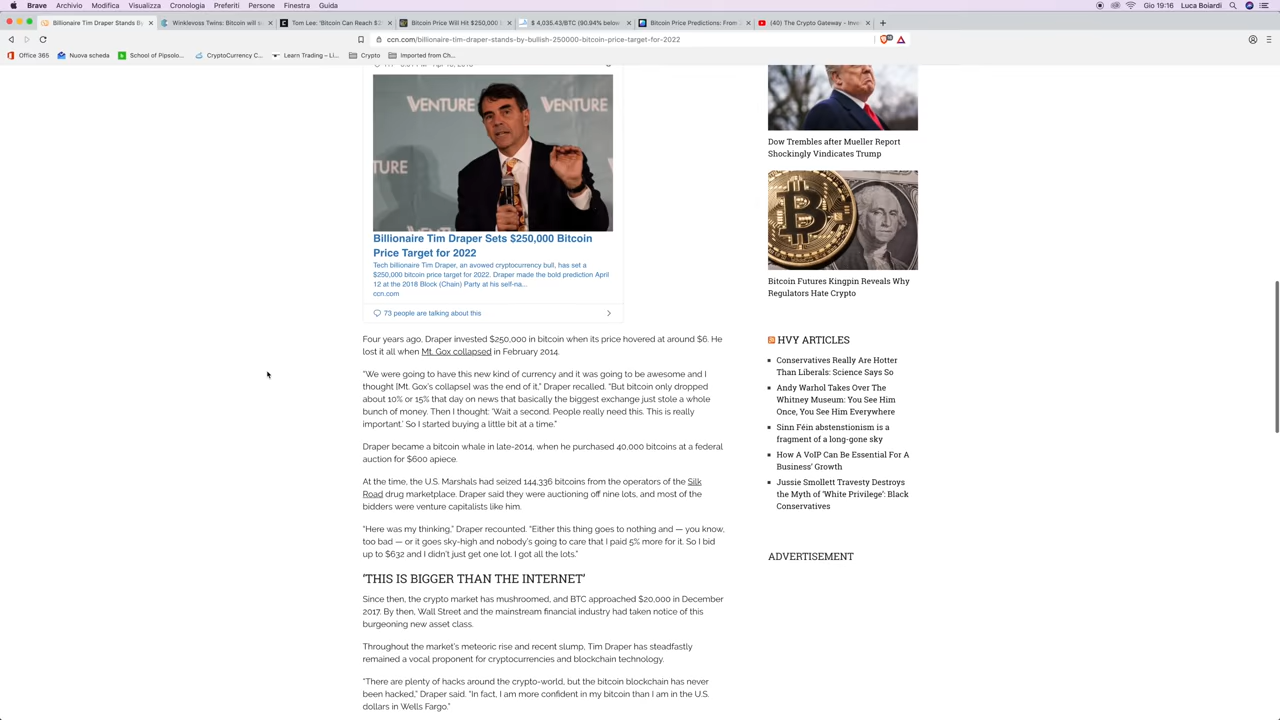 Brave Archivio Modifica Visualizza Cronologia Preferiti Persone Finestra Guida
Gio 19:16 Luca Boiardi
Billionaire Tim Draper Stands By
Winklevoss Twins: Bitcoin will o
Tom Lee: 'Bitcoin Can Reach $2
Bitcoin Price Will Hit $250,000
$ 4,035.43/BTC (90.94% below
Bitcoin Price Predictions: From
(40) The Crypto Gateway - Inve
ccn.com/billionaire-tim-draper-stands-by-bullish-250000-bitcoin-price-target-for-2022
Office 365 Nuova scheda School of Pipsolo... CryptoCurrency C... Learn Trading – Li... Crypto Imported from Ch...
VENTURE
VENTURE
TURE
Billionaire Tim Draper Sets $250,000 Bitcoin
Price Target for 2022
Tech billionaire Tim Draper, an avowed cryptocurrency bull, has set a
$250,000 bitcoin price target for 2022. Draper made the bold prediction April
12 at the 2018 Block (Chain) Party at his self-na...
ccn.com
73 people are talking about this
Four years ago, Draper invested $250,000 in bitcoin when its price hovered at around $6. He
lost it all when Mt. Gox collapsed in February 2014.
"We were going to have this new kind of currency and it was going to be awesome and I
thought [Mt. Gox's collapse] was the end of it," Draper recalled. "But bitcoin only dropped
about 10% or 15% that day on news that basically the biggest exchange just stole a whole
bunch of money. Then I thought: 'Wait a second. People really need this. This is really
important.' So I started buying a little bit at a time."
Draper became a bitcoin whale in late-2014, when he purchased 40,000 bitcoins at a federal
auction for $600 apiece.
At the time, the U.S. Marshals had seized 144,336 bitcoins from the operators of the Silk
Road drug marketplace. Draper said they were auctioning off nine lots, and most of the
bidders were venture capitalists like him.
"Here was my thinking," Draper recounted. "Either this thing goes to nothing and — you know,
too bad — or it goes sky-high and nobody's going to care that I paid 5% more for it. So I bid
up to $632 and I didn't just get one lot. I got all the lots."
'THIS IS BIGGER THAN THE INTERNET'
Since then, the crypto market has mushroomed, and BTC approached $20,000 in December
2017. By then, Wall Street and the mainstream financial industry had taken notice of this
burgeoning new asset class.
Throughout the market's meteoric rise and recent slump, Tim Draper has steadfastly
remained a vocal proponent for cryptocurrencies and blockchain technology.
"There are plenty of hacks around the crypto-world, but the bitcoin blockchain has never
been hacked," Draper said. "In fact, I am more confident in my bitcoin than I am in the U.S.
dollars in Wells Fargo."
Dow Trembles after Mueller Report
Shockingly Vindicates Trump
Bitcoin Futures Kingpin Reveals Why
Regulators Hate Crypto
HVY ARTICLES
Conservatives Really Are Hotter
Than Liberals: Science Says So
Andy Warhol Takes Over The
Whitney Museum: You See Him
Once, You See Him Everywhere
Sinn Féin abstenstionism is a
fragment of a long-gone sky
How A VoIP Can Be Essential For A
Business' Growth
Jussie Smollett Travesty Destroys
the Myth of 'White Privilege': Black
Conservatives
ADVERTISEMENT